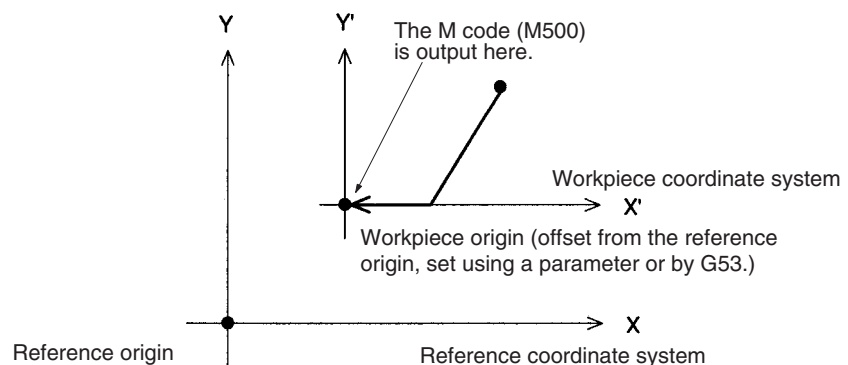 Y
Y'
The M code (M500)
is output here.
Workpiece coordinate system
X'
Workpiece origin (offset from the reference
origin, set using a parameter or by G53.)
X
Reference origin
Reference coordinate system